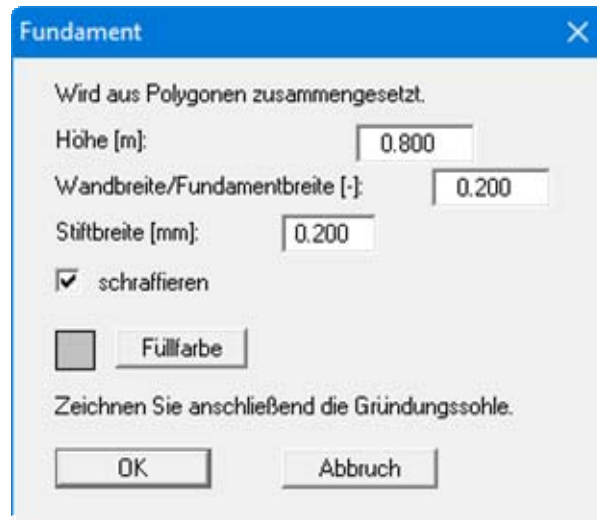 Fundament
Wird aus Polygonen zusammengesetzt.
Höhe [m]: 0.800
Wandbreite/Fundamentbreite [-]: 0.200
Stiftbreite [mm]: 0.200
schraffieren
Füllfarbe
Zeichnen Sie anschließend die Gründungssohle.
OK Abbruch